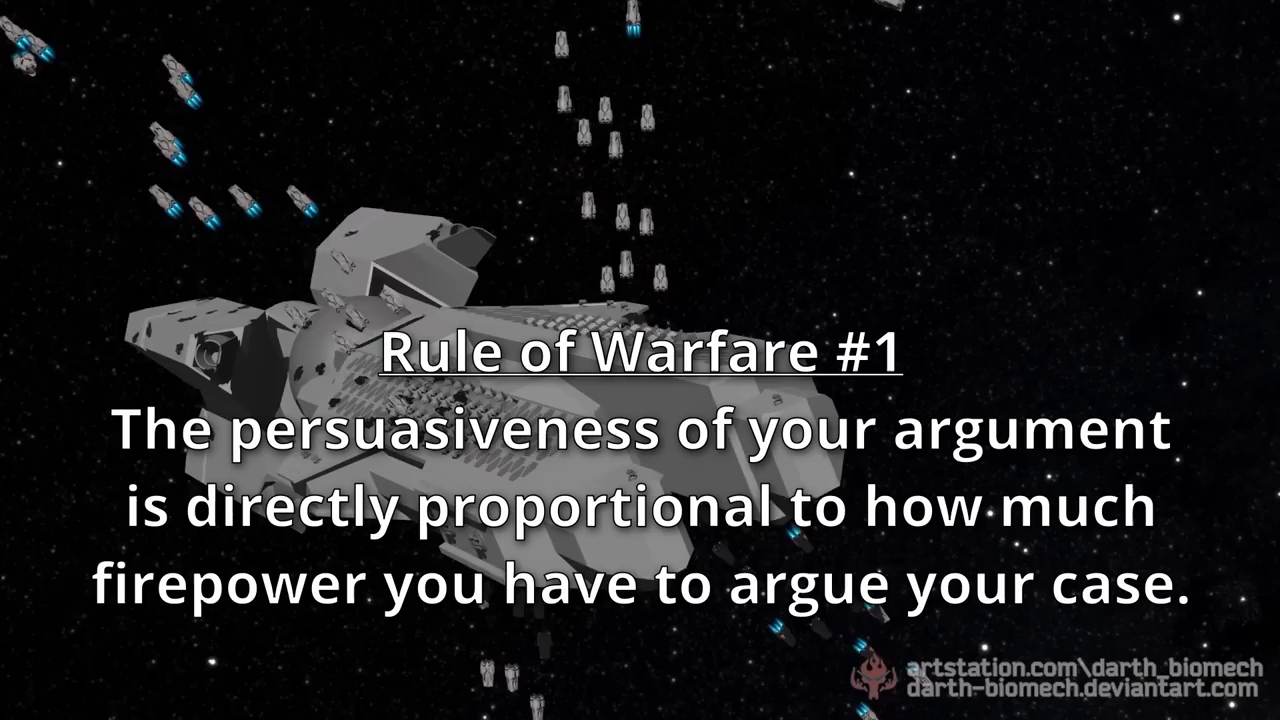 Rule of Warfare #1
The persuasiveness of your argument
is directly proportional to how much
firepower you have to argue your case.
artstation.com\darth_biomech
darth-biomech.deviantart.com